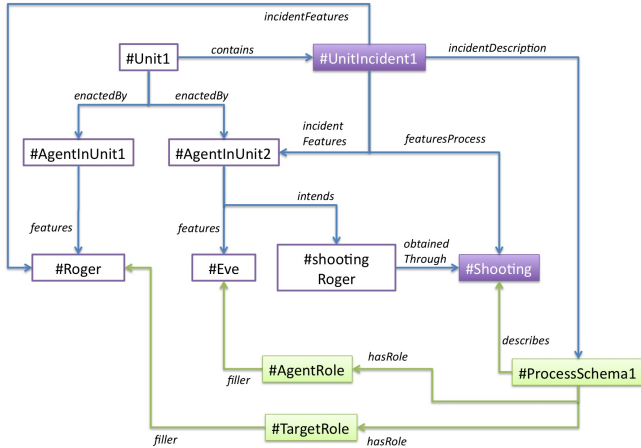 incidentFeatures
#Unit1
contains
#UnitIncident1
incidentDescription
enactedBy
enactedBy
incident
Features
featuresProcess
#AgentInUnit1
#AgentInUnit2
intends
features
features
#shooting
Roger
obtained
Through
#Roger
#Eve
#Shooting
describes
hasRole
#AgentRole
#ProcessSchema1
filler
#TargetRole
filler
hasRole